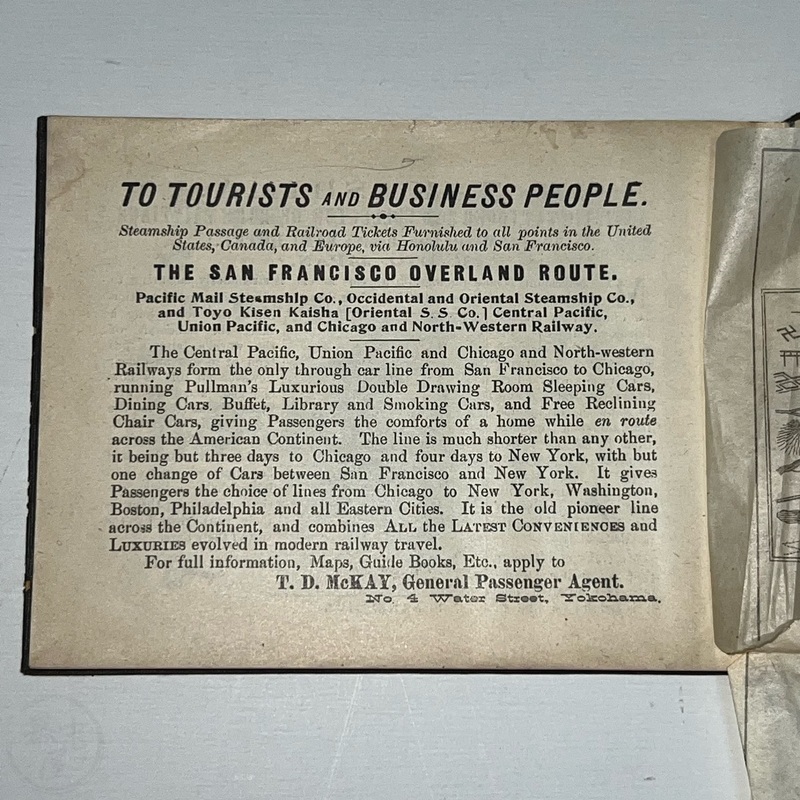 TO TOURISTS AND BUSINESS PEOPLE.
Steamship Passage and Railroad Tickets Furnished to all points in the United
States, Canada, and Europe, via Honolulu and San Francisco.
THE SAN FRANCISCO OVERLAND ROUTE.
Pacific Mail Steamship Co., Occidental and Oriental Steamship Co.,
and Toyo Kisen Kaisha [Oriental S. S. Co.] Central Pacific,
Union Pacific, and Chicago and North-Western Railway.
The Central Pacific, Union Pacific and Chicago and North-western
Railways form the only through car line from San Francisco to Chicago,
running Pullman's Luxurious Double Drawing Room Sleeping Cars,
Dining Cars. Buffet, Library and Smoking Cars, and Free Reclining
Chair Cars, giving Passengers the comforts of a home while en route
across the American Continent. The line is much shorter than any other,
it being but three days to Chicago and four days to New York, with but
one change of Cars between San Francisco and New York. It gives
Passengers the choice of lines from Chicago to New York, Washington,
Boston, Philadelphia and all Eastern Cities. It is the old pioneer line
across the Continent, and combines ALL the LATEST CONVENIENCES and
LUXURIES evolved in modern railway travel.
For full information, Maps, Guide Books, Etc., apply to
T. D. McKAY, General Passenger Agent.
No. 4 Water Street, Yokohama.